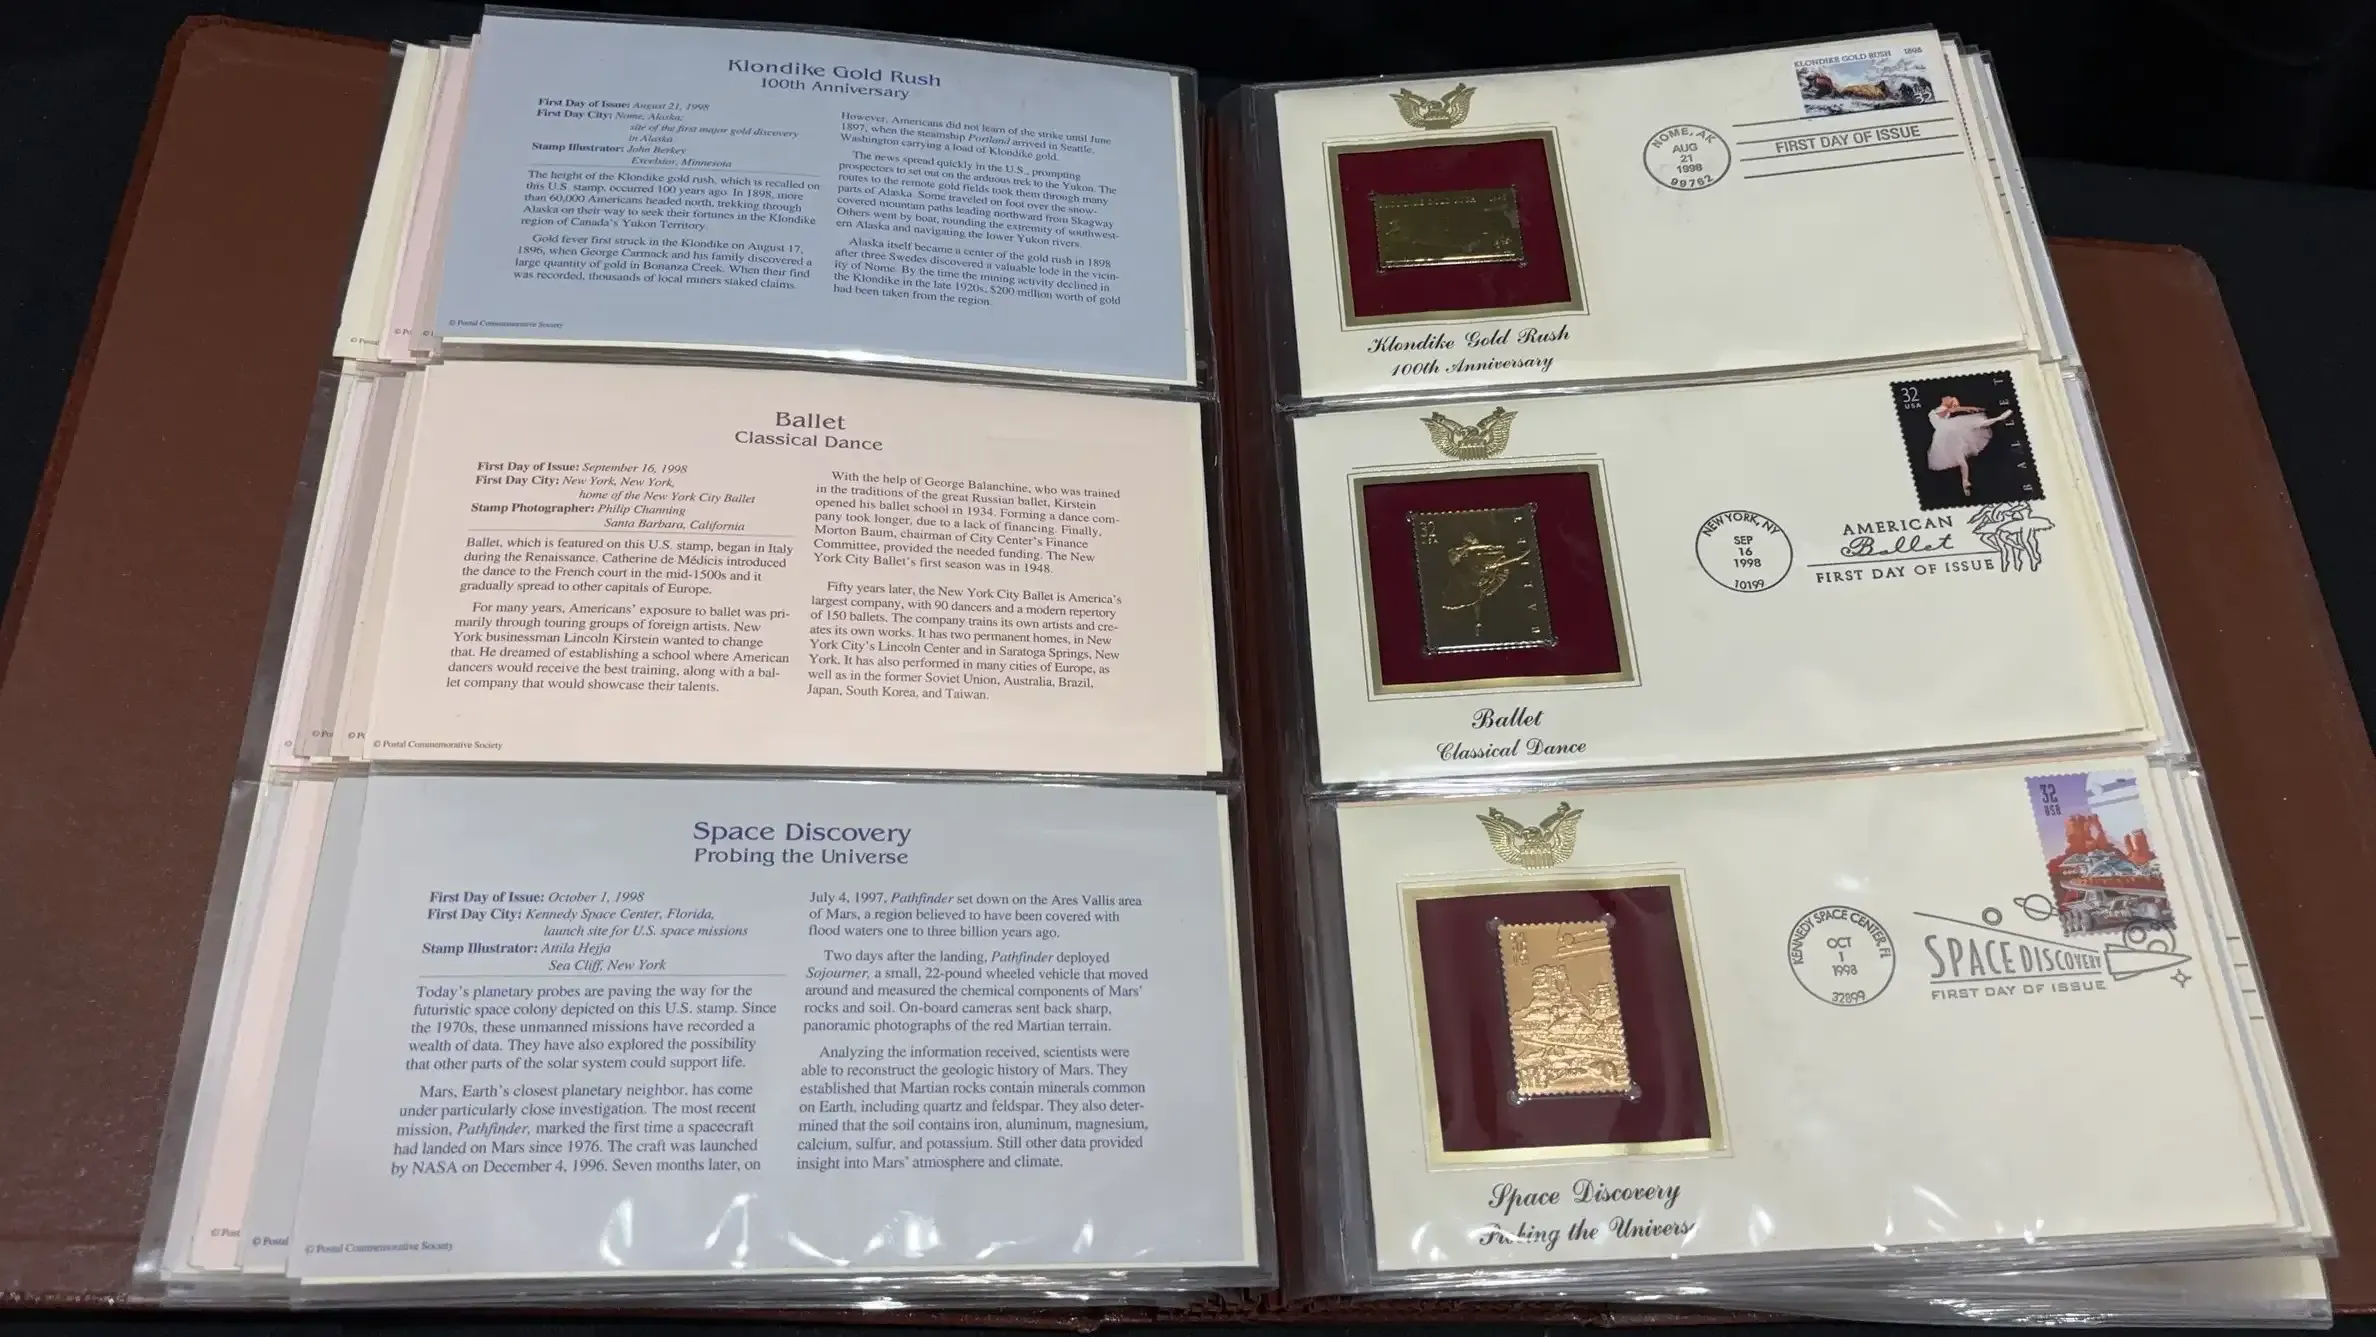 Klondike Gold Rush
100th Anniversary
First Day of Issue: August 21, 1998
First Day City: Nome, Alaska;
site of the first major gold discovery
in Alaska
Stamp Illustrator: John Berkey
Excelsior, Minnesota
The height of the Klondike gold rush, which is recalled on
this U.S. stamp, occurred 100 years ago. In 1898, more
than 60,000 Americans headed north, trekking through
Alaska on their way to seek their fortunes in the Klondike
region of Canada's Yukon Territory.
Gold fever first struck in the Klondike on August 17,
1896, when George Carmack and his family discovered a
large quantity of gold in Bonanza Creek. When their find
was recorded, thousands of local miners staked claims.
However, Americans did not learn of the strike until June
1897, when the steamship Portland arrived in Seattle,
Washington carrying a load of Klondike gold.
The news spread quickly in the U.S., prompting
prospectors to set out on the arduous trek to the Yukon. The
routes to the remote gold fields took them through many
parts of Alaska. Some traveled on foot over the snow-
covered mountain paths leading northward from Skagway
Others went by boat, rounding the extremity of southwest-
ern Alaska and navigating the lower Yukon rivers.
Alaska itself became a center of the gold rush in 1898
after three Swedes discovered a valuable lode in the vicin-
ity of Nome. By the time the mining activity declined in
the Klondike in the late 1920s, $200 million worth of gold
had been taken from the region.
© Postal Commemorative Society
Ballet
Classical Dance
First Day of Issue: September 16, 1998
First Day City: New York, New York,
home of the New York City Ballet
Stamp Photographer: Philip Channing
Santa Barbara, California
Ballet, which is featured on this U.S. stamp, began in Italy
during the Renaissance. Catherine de Médicis introduced
the dance to the French court in the mid-1500s and it
gradually spread to other capitals of Europe.
For many years, Americans' exposure to ballet was pri-
marily through touring groups of foreign artists. New
York businessman Lincoln Kirstein wanted to change
that. He dreamed of establishing a school where American
dancers would receive the best training, along with a bal-
let company that would showcase their talents.
With the help of George Balanchine, who was trained
in the traditions of the great Russian ballet, Kirstein
opened his ballet school in 1934. Forming a dance com-
pany took longer, due to a lack of financing. Finally,
Morton Baum, chairman of City Center's Finance
Committee, provided the needed funding. The New
York City Ballet's first season was in 1948.
Fifty years later, the New York City Ballet is America's
largest company, with 90 dancers and a modern repertory
of 150 ballets. The company trains its own artists and cre-
ates its own works. It has two permanent homes, in New
York City's Lincoln Center and in Saratoga Springs, New
York. It has also performed in many cities of Europe, as
well as in the former Soviet Union, Australia, Brazil,
Japan, South Korea, and Taiwan.
© Postal Commemorative Society
Space Discovery
Probing the Universe
First Day of Issue: October 1, 1998
First Day City: Kennedy Space Center, Florida,
launch site for U.S. space missions
Stamp Illustrator: Attila Hejja
Sea Cliff, New York
Today's planetary probes are paving the way for the
futuristic space colony depicted on this U.S. stamp. Since
the 1970s, these unmanned missions have recorded a
wealth of data. They have also explored the possibility
that other parts of the solar system could support life.
Mars, Earth's closest planetary neighbor, has come
under particularly close investigation. The most recent
mission, Pathfinder, marked the first time a spacecraft
had landed on Mars since 1976. The craft was launched
by NASA on December 4, 1996. Seven months later, on
July 4, 1997, Pathfinder set down on the Ares Vallis area
of Mars, a region believed to have been covered with
flood waters one to three billion years ago.
Two days after the landing, Pathfinder deployed
Sojourner, a small, 22-pound wheeled vehicle that moved
around and measured the chemical components of Mars'
rocks and soil. On-board cameras sent back sharp,
panoramic photographs of the red Martian terrain.
Analyzing the information received, scientists were
able to reconstruct the geologic history of Mars. They
established that Martian rocks contain minerals common
on Earth, including quartz and feldspar. They also deter-
mined that the soil contains iron, aluminum, magnesium,
calcium, sulfur, and potassium. Still other data provided
insight into Mars' atmosphere and climate.
© Postal Commemorative Society
KLONDIKE GOLD RUSH 1898
USA
32
NOME, AK
AUG
21
1998
99762
FIRST DAY OF ISSUE
Klondike Gold Rush
100th Anniversary
32
USA
BALLET
NEW YORK, NY
SEP
16
1998
10199
AMERICAN
Ballet
FIRST DAY OF ISSUE
32
BALLET
Ballet
Classical Dance
32
USA
KENNEDY SPACE CENTER, FL
OCT
1
1998
32899
SPACE DISCOVERY
FIRST DAY OF ISSUE
Space Discovery
Probing the Univers